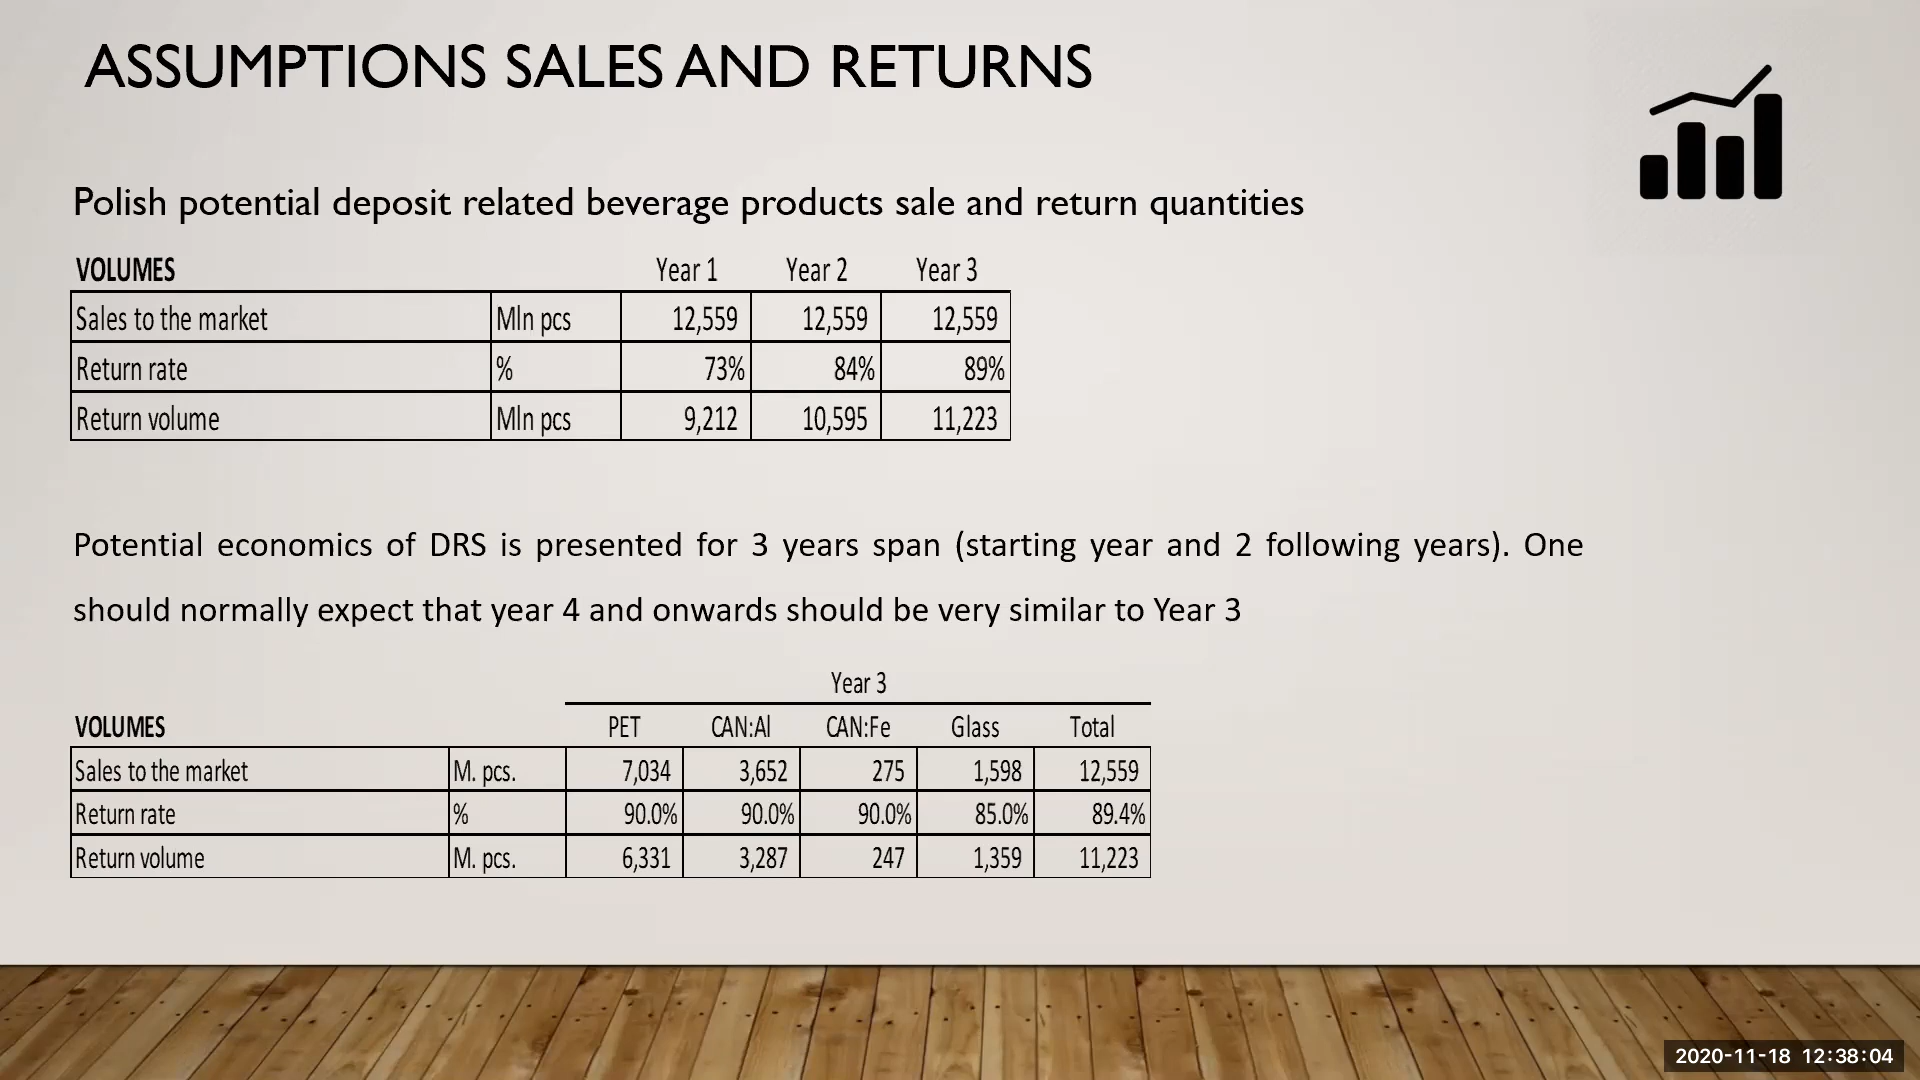 ASSUMPTIONS SALES AND RETURNS
Polish potential deposit related beverage products sale and return quantities
VOLUMES Year 1 Year 2 Year 3
Sales to the market Mln pcs 12,559 12,559 12,559
Return rate % 73% 84% 89%
Return volume Mln pcs 9,212 10,595 11,223
Potential economics of DRS is presented for 3 years span (starting year and 2 following years). One
should normally expect that year 4 and onwards should be very similar to Year 3
Year 3
VOLUMES PET CAN:Al CAN:Fe Glass Total
Sales to the market M. pcs. 7,034 3,652 275 1,598 12,559
Return rate % 90.0% 90.0% 90.0% 85.0% 89.4%
Return volume M. pcs. 6,331 3,287 247 1,359 11,223
2020-11-18 12:38:04